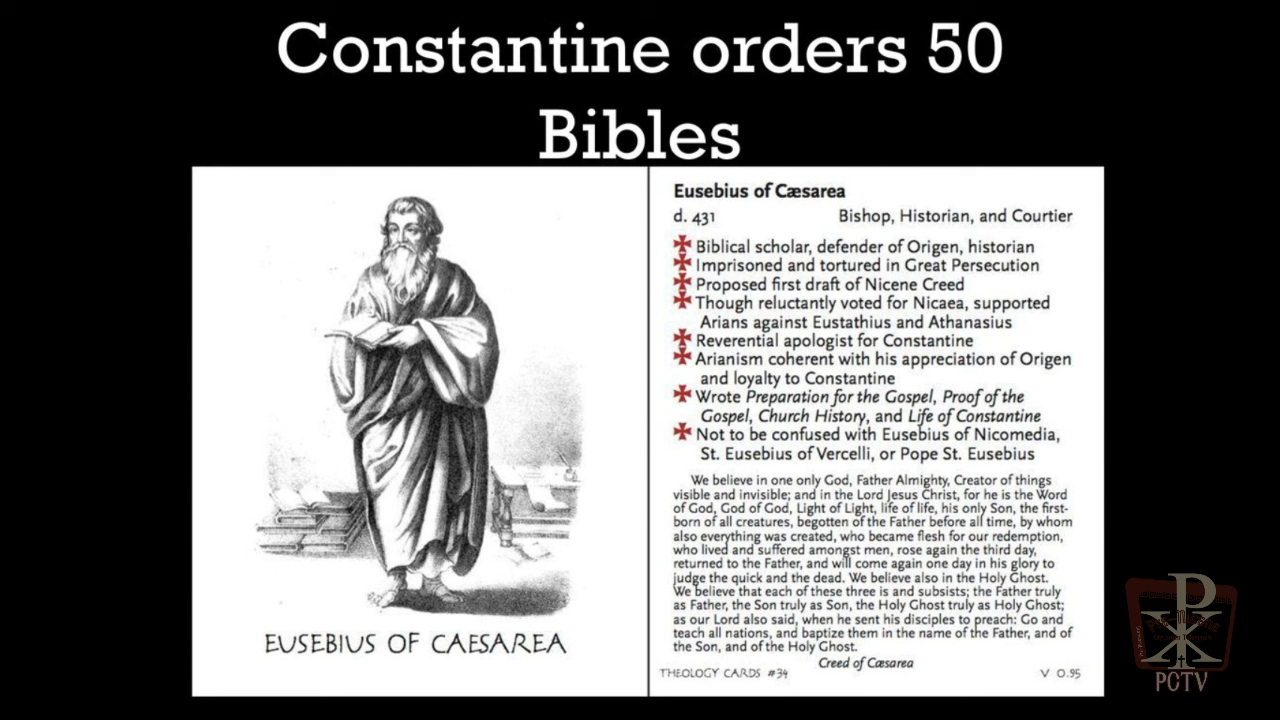 Constantine orders 50
Bibles
EUSEBIUS OF CAESAREA
Eusebius of Cæsarea
d. 431 Bishop, Historian, and Courtier
Biblical scholar, defender of Origen, historian
Imprisoned and tortured in Great Persecution
Proposed first draft of Nicene Creed
Though reluctantly voted for Nicaea, supported
Arians against Eustathius and Athanasius
Reverential apologist for Constantine
Arianism coherent with his appreciation of Origen
and loyalty to Constantine
Wrote Preparation for the Gospel, Proof of the
Gospel, Church History, and Life of Constantine
Not to be confused with Eusebius of Nicomedia,
St. Eusebius of Vercelli, or Pope St. Eusebius
We believe in one only God, Father Almighty, Creator of things
visible and invisible; and in the Lord Jesus Christ, for he is the Word
of God, God of God, Light of Light, life of life, his only Son, the first-
born of all creatures, begotten of the Father before all time, by whom
also everything was created, who became flesh for our redemption,
who lived and suffered amongst men, rose again the third day,
returned to the Father, and will come again one day in his glory to
judge the quick and the dead. We believe also in the Holy Ghost.
We believe that each of these three is and subsists; the Father truly
as Father, the Son truly as Son, the Holy Ghost truly as Holy Ghost;
as our Lord also said, when he sent his disciples to preach: Go and
teach all nations, and baptize them in the name of the Father, and of
the Son, and of the Holy Ghost.
Creed of Cæsarea
THEOLOGY CARDS #34 V 0.95
PCTV